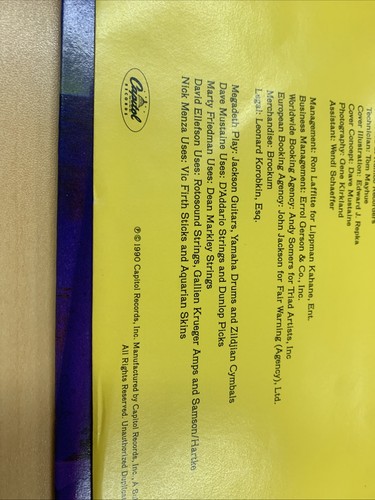 Technician: Tom Mayhue
Cover Illustration: Edward J. Repka
Cover Concept: Dave Mustaine
Photography: Gene Kirkland
Assistant: Wendi Schaeffer
Management: Ron Laffitte for Lippman Kahane, Ent.
Business Management: Errol Gerson & Co., Inc.
Worldwide Booking Agency: Andy Somers for Triad Artists, Inc
European Booking Agency: John Jackson for Fair Warning (Agency), Ltd.
Merchandise: Brockum
Legal: Leonard Korobkin, Esq.
Megadeth Play: Jackson Guitars, Yamaha Drums and Zildjian Cymbals
Dave Mustaine Uses: D'Addario Strings and Dunlop Picks
Marty Friedman Uses: Dean Markley Strings
David Ellefson Uses: Rotosound Strings, Gallien Krueger Amps and Samson/Hartke
Nick Menza Uses: Vic Firth Sticks and Aquarian Skins
Capitol
RECORDS
℗ © 1990 Capitol Records, Inc. Manufactured by Capitol Records, Inc., A
All Rights Reserved. Unauthorized